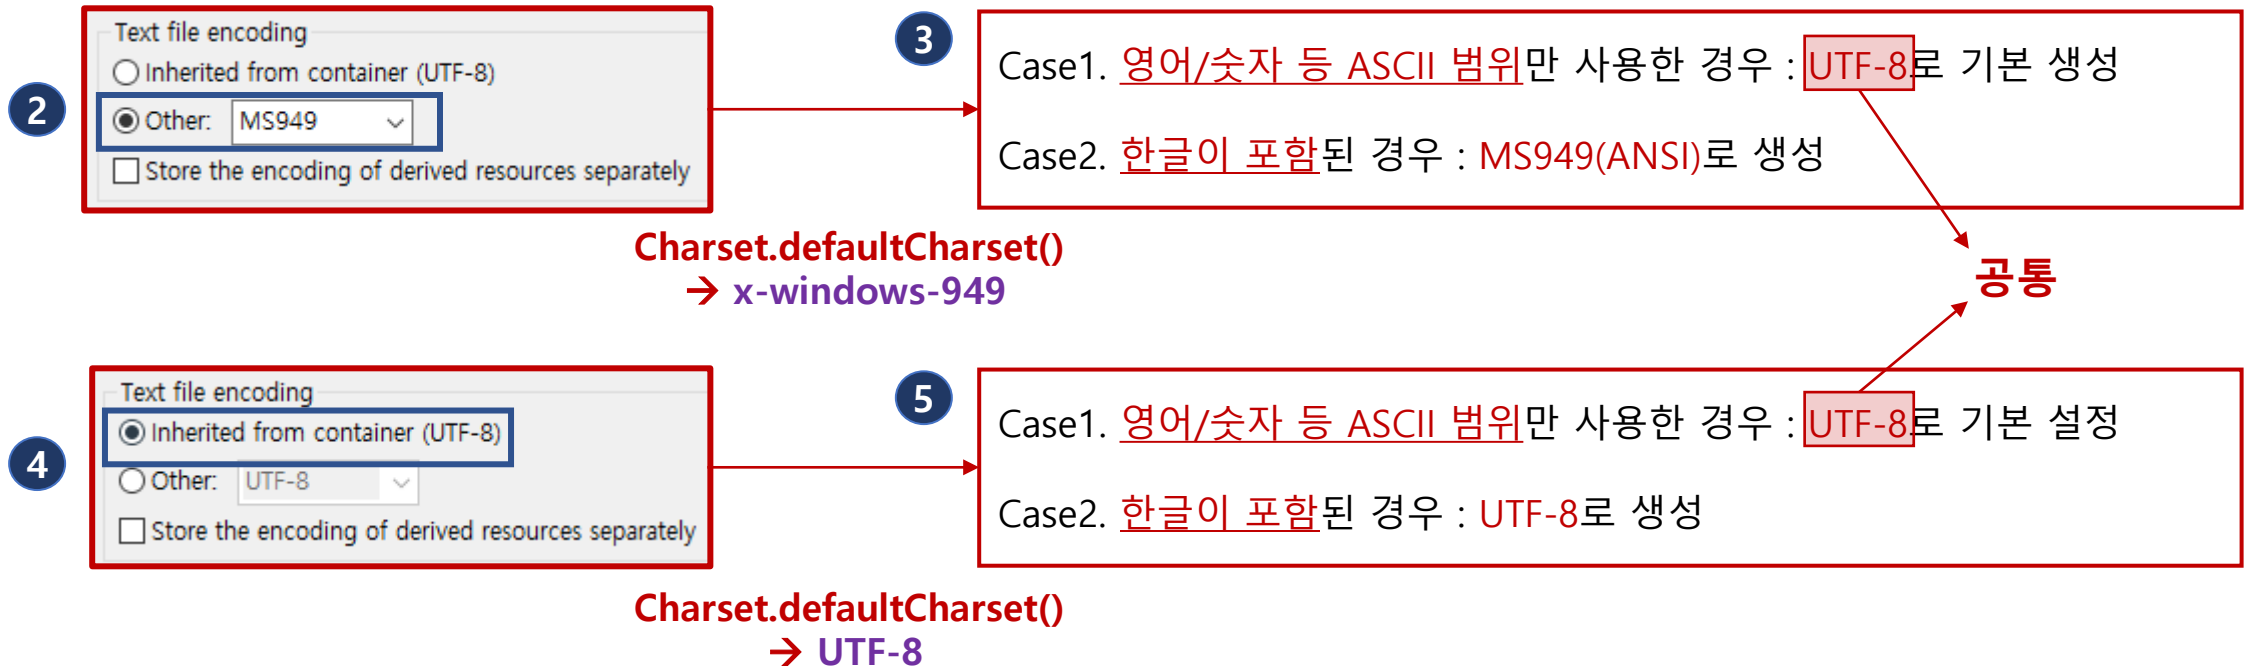 2
Text file encoding
Inherited from container (UTF-8)
Other: MS949
Store the encoding of derived resources separately
3
Case1. 영어/숫자 등 ASCII 범위만 사용한 경우 : UTF-8로 기본 생성
Case2. 한글이 포함된 경우 : MS949(ANSI)로 생성
Charset.defaultCharset()
→ x-windows-949
공통
4
Text file encoding
Inherited from container (UTF-8)
Other: UTF-8
Store the encoding of derived resources separately
5
Case1. 영어/숫자 등 ASCII 범위만 사용한 경우 : UTF-8로 기본 설정
Case2. 한글이 포함된 경우 : UTF-8로 생성
Charset.defaultCharset()
→ UTF-8